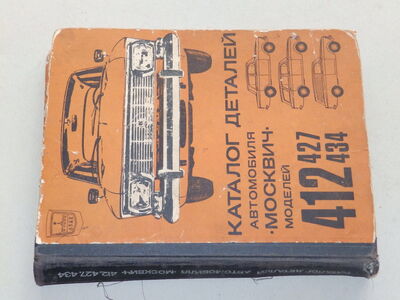 КАТАЛОГ ДЕТАЛЕЙ
АВТОМОБИЛЯ
·МОСКВИЧ·
МОДЕЛЕЙ
412 427
434
КАТАЛОГ ДЕТАЛЕЙ АВТОМОБИЛЯ ·МОСКВИЧ· 412, 427, 434